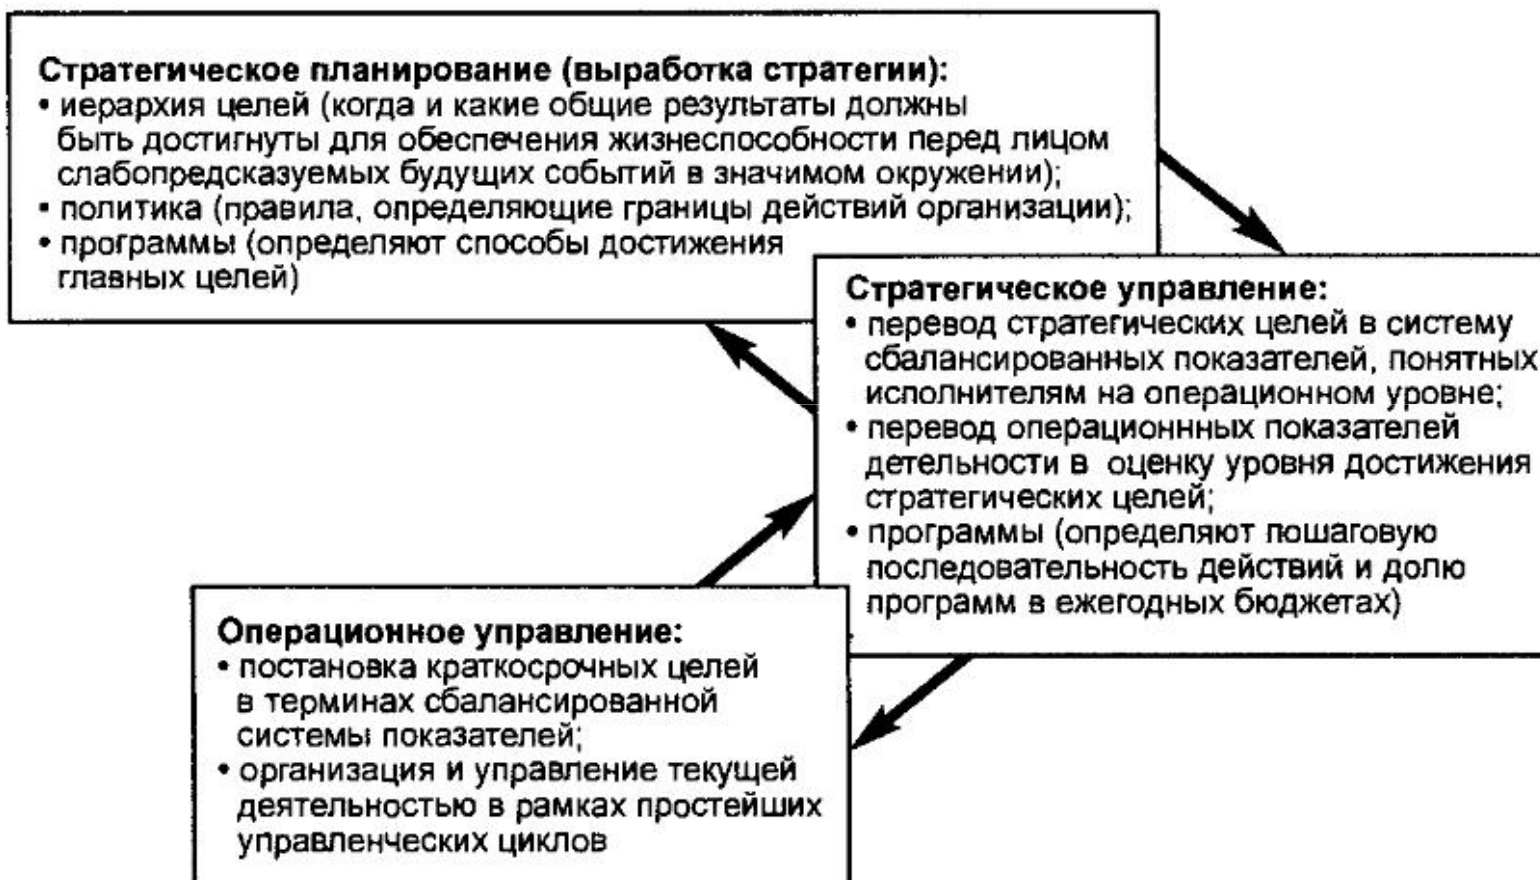 Стратегическое планирование (выработка стратегии):
• иерархия целей (когда и какие общие результаты должны
быть достигнуты для обеспечения жизнеспособности перед лицом
слабопредсказуемых будущих событий в значимом окружении);
• политика (правила, определяющие границы действий организации);
• программы (определяют способы достижения
главных целей)
Стратегическое управление:
• перевод стратегических целей в систему
сбалансированных показателей, понятных
исполнителям на операционном уровне;
• перевод операционнных показателей
детельности в оценку уровня достижения
стратегических целей;
• программы (определяют пошаговую
последовательность действий и долю
программ в ежегодных бюджетах)
Операционное управление:
• постановка краткосрочных целей
в терминах сбалансированной
системы показателей;
• организация и управление текущей
деятельностью в рамках простейших
управленческих циклов